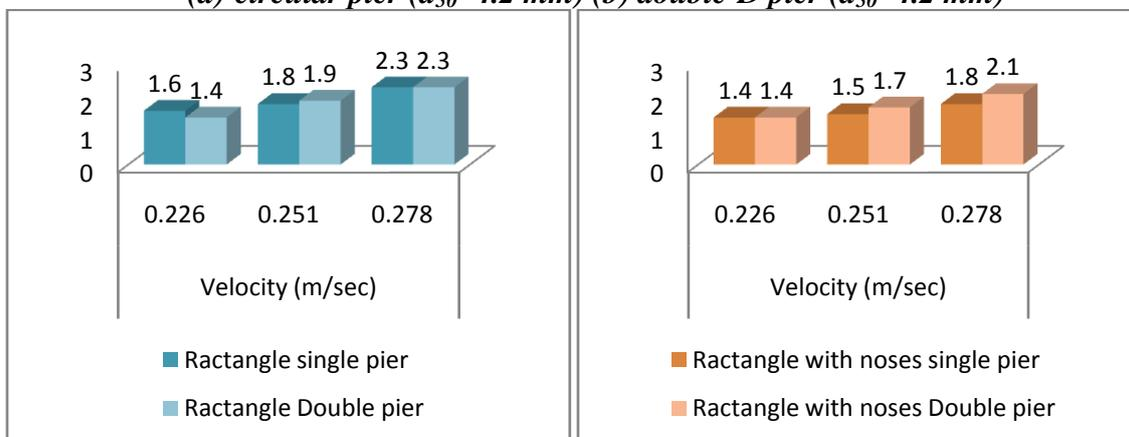 (a) circular pier (d50=4.2 mm) (b) double-D pier (d50=4.2 mm)
3
2
1
0
1.6 1.4 1.8 1.9 2.3 2.3
0.226 0.251 0.278
Velocity (m/sec)
Ractangle single pier
Ractangle Double pier
3
2
1
0
1.4 1.4 1.5 1.7 1.8 2.1
0.226 0.251 0.278
Velocity (m/sec)
Ractangle with noses single pier
Ractangle with noses Double pier